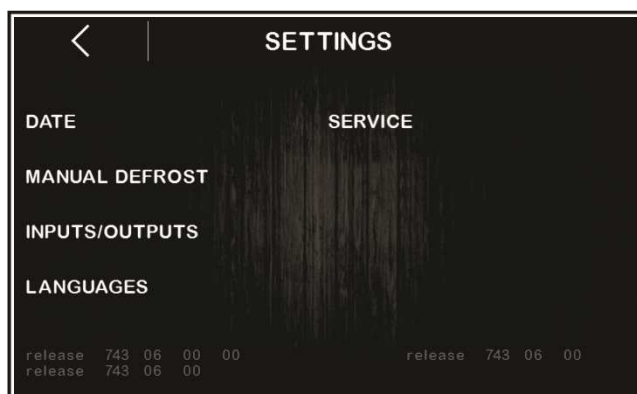 SETTINGS
DATE SERVICE
MANUAL DEFROST
INPUTS/OUTPUTS
LANGUAGES
release 743 06 00 00 release 743 06 00
release 743 06 00